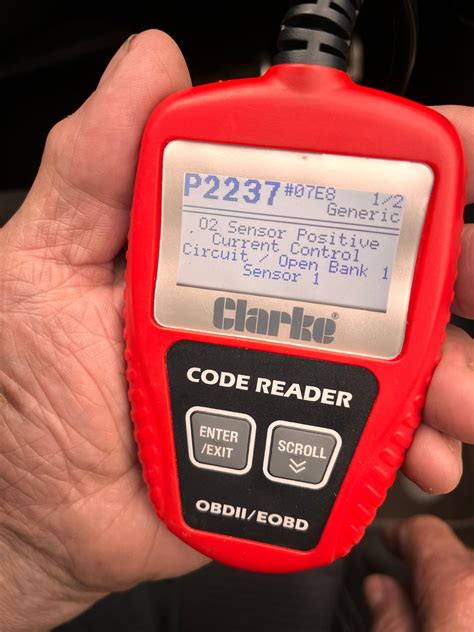 P2237 #07E8 1/2
Generic
O2 Sensor Positive
Current Control
Circuit / Open Bank 1
Sensor 1
Clarke®
CODE READER
ENTER
/EXIT
SCROLL
OBDII/EOBD